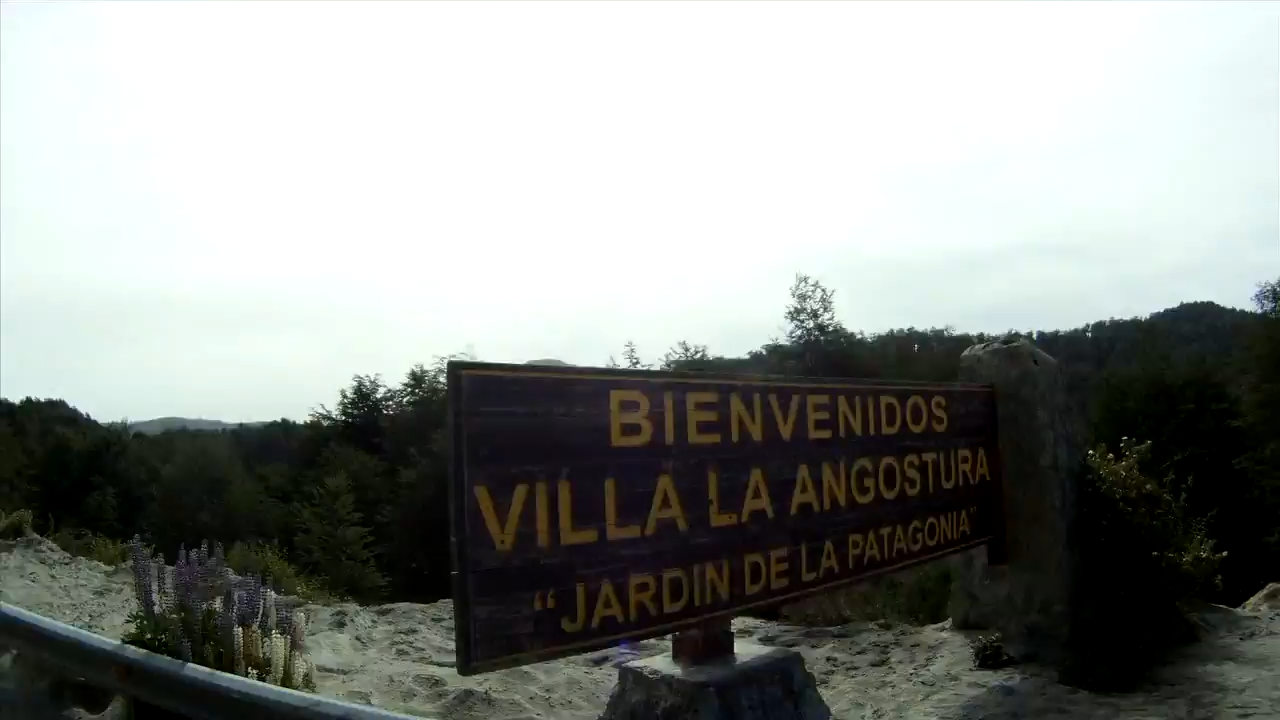 BIENVENIDOS
VILLA LA ANGOSTURA
“JARDIN DE LA PATAGONIA”